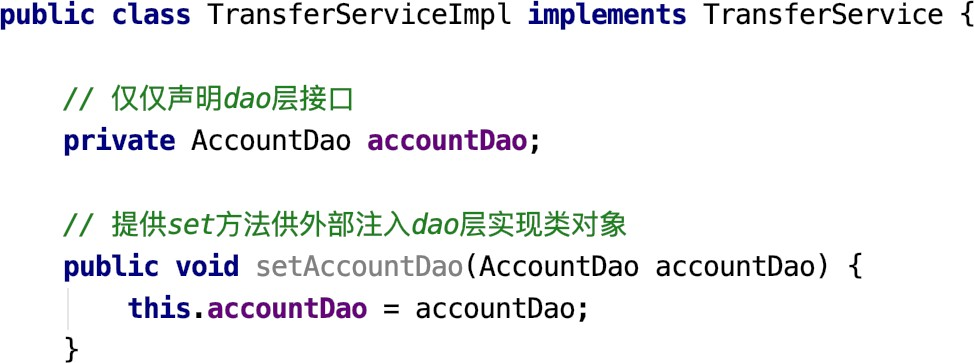 public class TransferServiceImpl implements TransferService {
// 仅仅声明dao层接口
private AccountDao accountDao;
// 提供set方法供外部注入dao层实现类对象
public void setAccountDao(AccountDao accountDao) {
this.accountDao = accountDao;
}